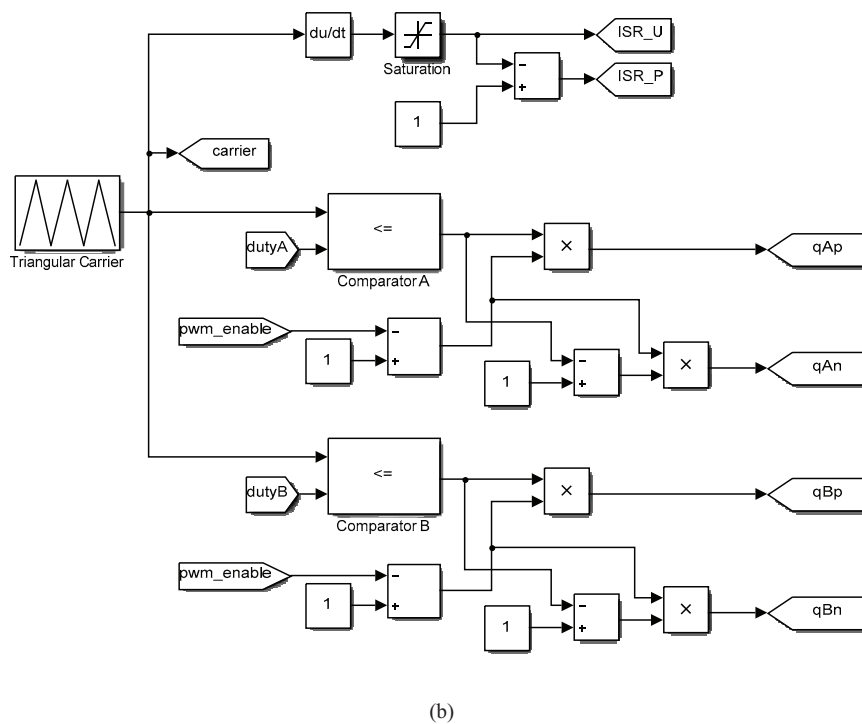 du/dt
Saturation
ISR_U
-
+
ISR_P
1
carrier
Triangular Carrier
dutyA
<=
Comparator A
×
qAp
pwm_enable
-
+
1
1
-
+
×
qAn
dutyB
<=
Comparator B
×
qBp
pwm_enable
-
+
1
1
-
+
×
qBn
(b)